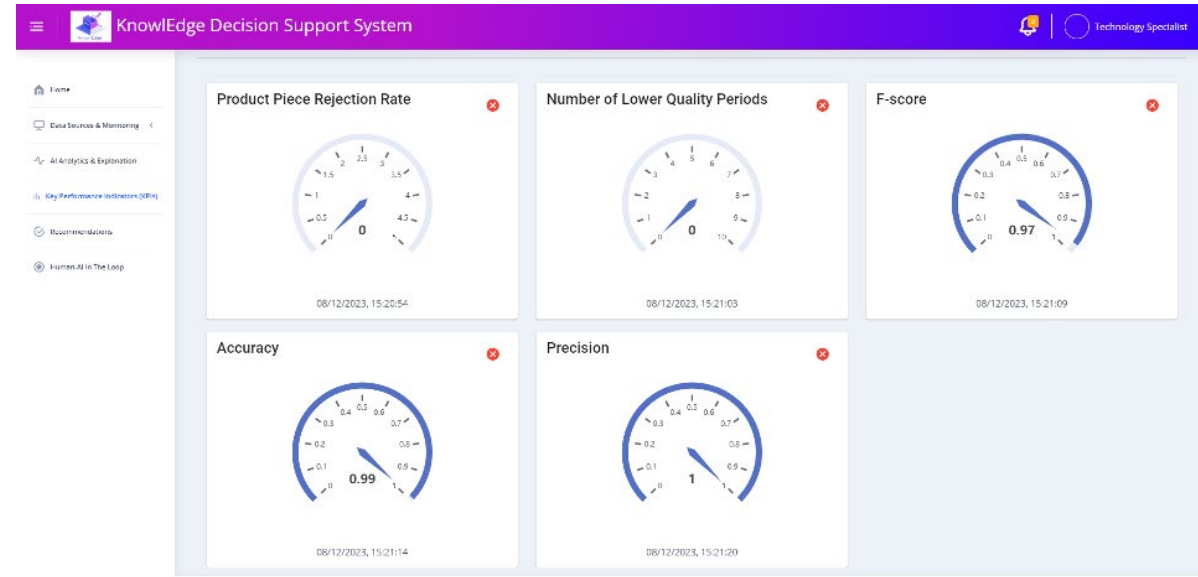 KnowlEdge Decision Support System
Technology Specialist
Home
Data Sources & Monitoring
AI Analytics & Explanation
Key Performance Indicators (KPIs)
Recommendations
Human-AI in The Loop
Product Piece Rejection Rate
0 0.5 1 1.5 2 2.5 3 3.5 4 4.5
0
08/12/2023, 15:20:54
Number of Lower Quality Periods
0 1 2 3 4 5 6 7 8 9 10
0
08/12/2023, 15:21:03
F-score
0 0.1 0.2 0.3 0.4 0.5 0.6 0.7 0.8 0.9 1
0.97
08/12/2023, 15:21:09
Accuracy
0 0.1 0.2 0.3 0.4 0.5 0.6 0.7 0.8 0.9 1
0.99
08/12/2023, 15:21:14
Precision
0 0.1 0.2 0.3 0.4 0.5 0.6 0.7 0.8 0.9 1
1
08/12/2023, 15:21:20